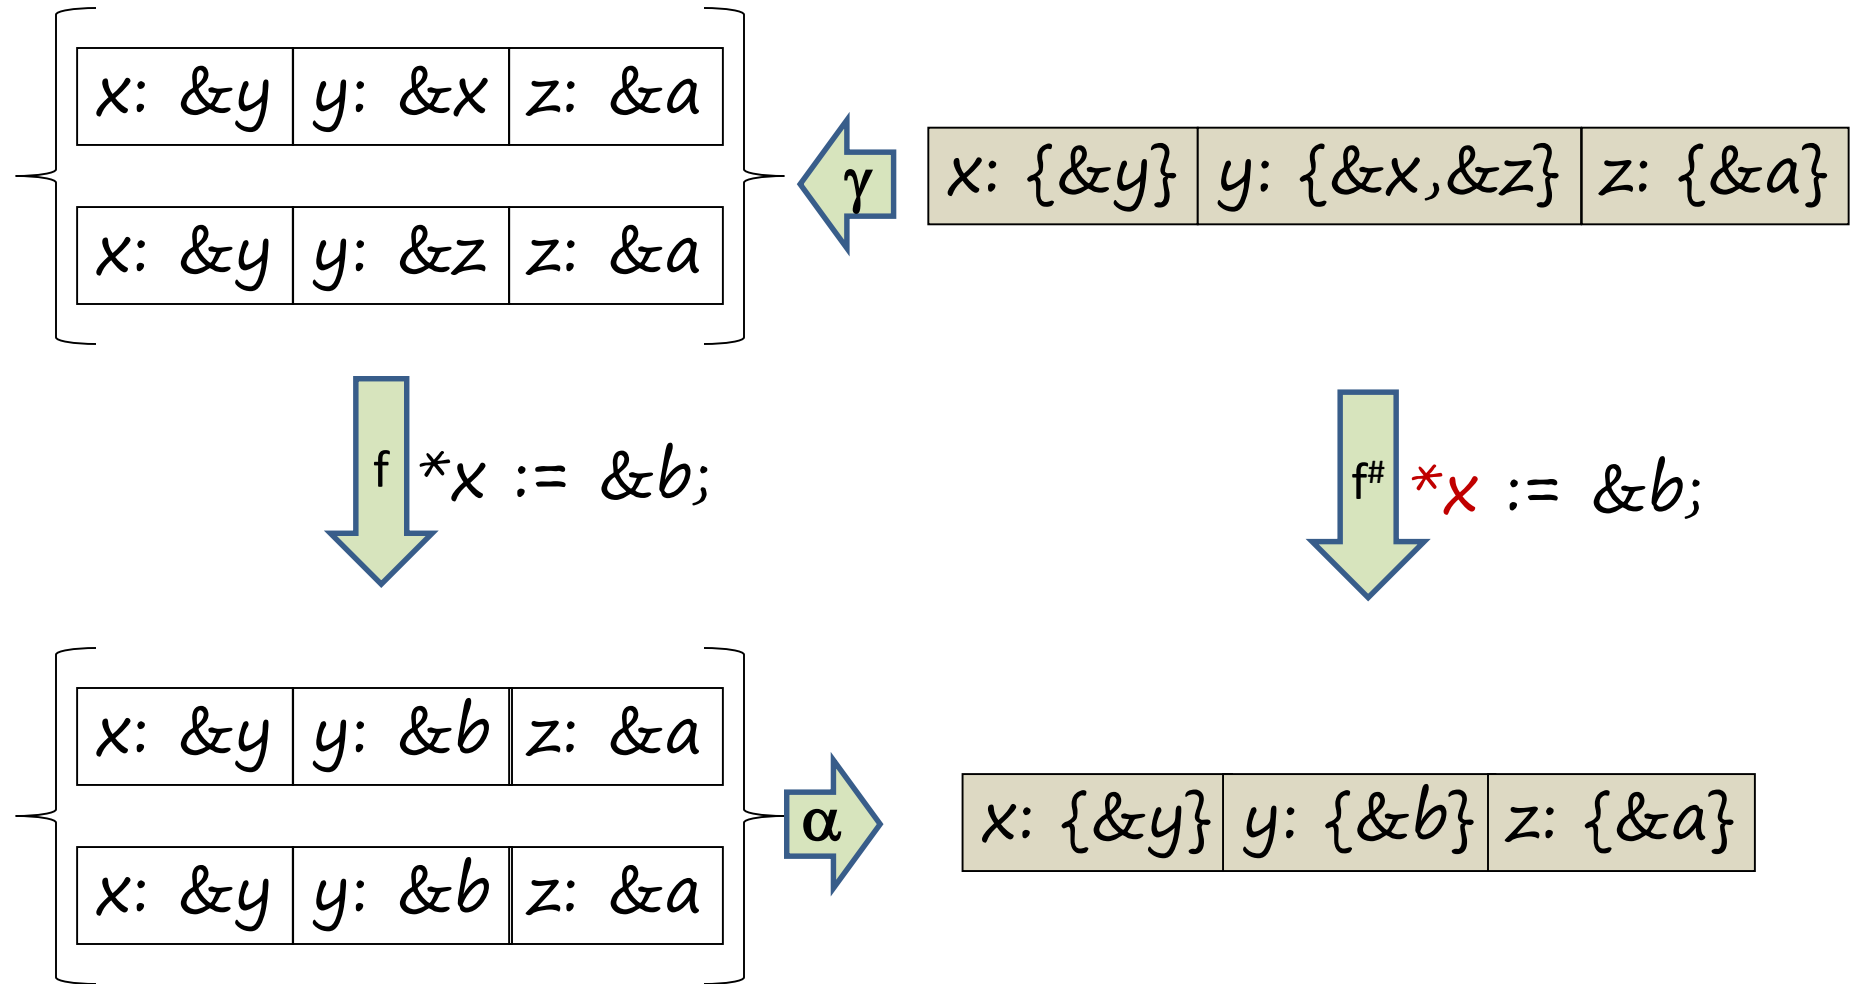 x: &y y: &x z: &a
γ x: {&y} y: {&x,&z} z: {&a}
x: &y y: &z z: &a
f *x := &b;
f# *x := &b;
x: &y y: &b z: &a
α x: {&y} y: {&b} z: {&a}
x: &y y: &b z: &a